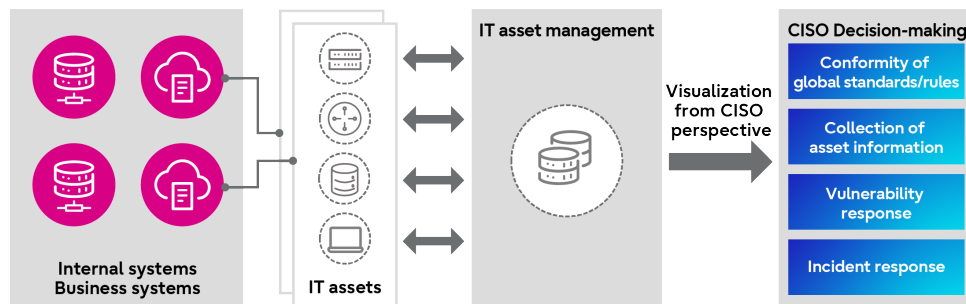 Internal systems
Business systems
IT assets
IT asset management
Visualization
from CISO
perspective
CISO Decision-making
Conformity of
global standards/rules
Collection of
asset information
Vulnerability
response
Incident response